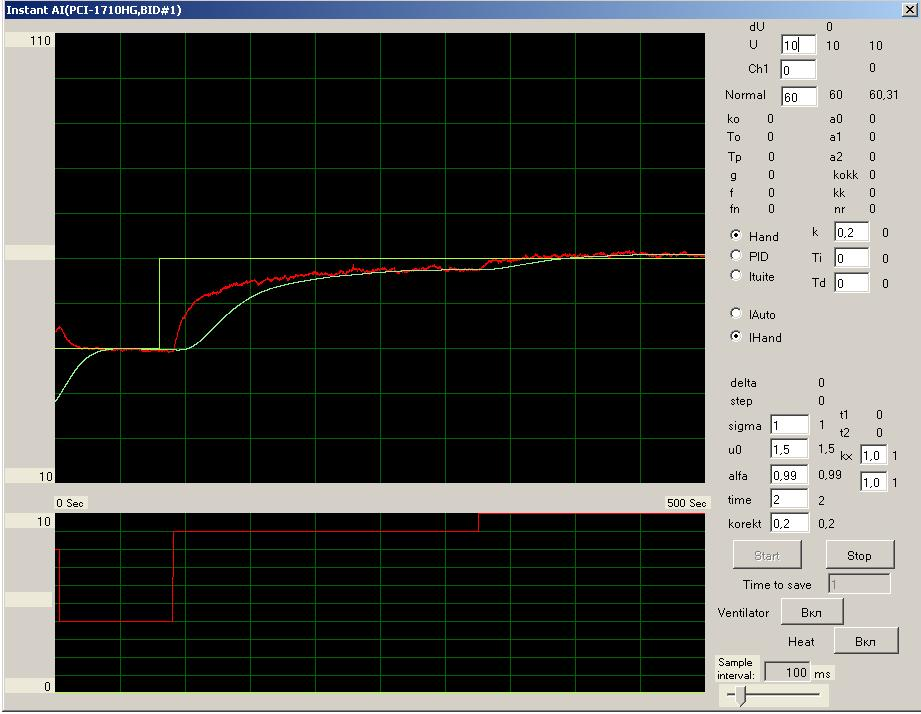 Instant AI(PCI-1710HG,BID#1)
dU 0
U 10 10 10
Ch1 0 0
Normal 60 60 60,31
ko 0 a0 0
To 0 a1 0
Tp 0 a2 0
g 0 kokk 0
f 0 kk 0
fn 0 nr 0
Hand k 0,2 0
PID Ti 0 0
Ituite Td 0 0
IAuto
IHand
delta 0
step 0
t1 0
sigma 1 1
t2 0
u0 1,5 1,5 kx 1,0 1
alfa 0,99 0,99 1,0 1
time 2 2
korekt 0,2 0,2
Start Stop
Time to save 1
Ventilator Вкл
Heat Вкл
Sample
interval: 100 ms
110
10
0 Sec 500 Sec
10
0